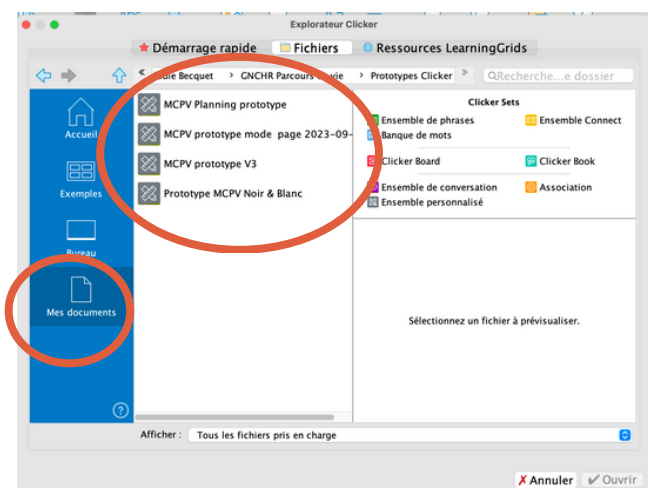 Explorateur Clicker
Démarrage rapide Fichiers Ressources LearningGrids
Becquet > GNCHR Parcours vie > Prototypes Clicker » Recherche...e dossier
Accueil
Exemples
Bureau
Mes documents
MCPV Planning prototype
MCPV prototype mode page 2023-09-
MCPV prototype V3
Prototype MCPV Noir & Blanc
Clicker Sets
Ensemble de phrases Ensemble Connect
Banque de mots
Clicker Board Clicker Book
Ensemble de conversation Association
Ensemble personnalisé
Sélectionnez un fichier à prévisualiser.
?
Afficher : Tous les fichiers pris en charge
✗ Annuler ✔ Ouvrir